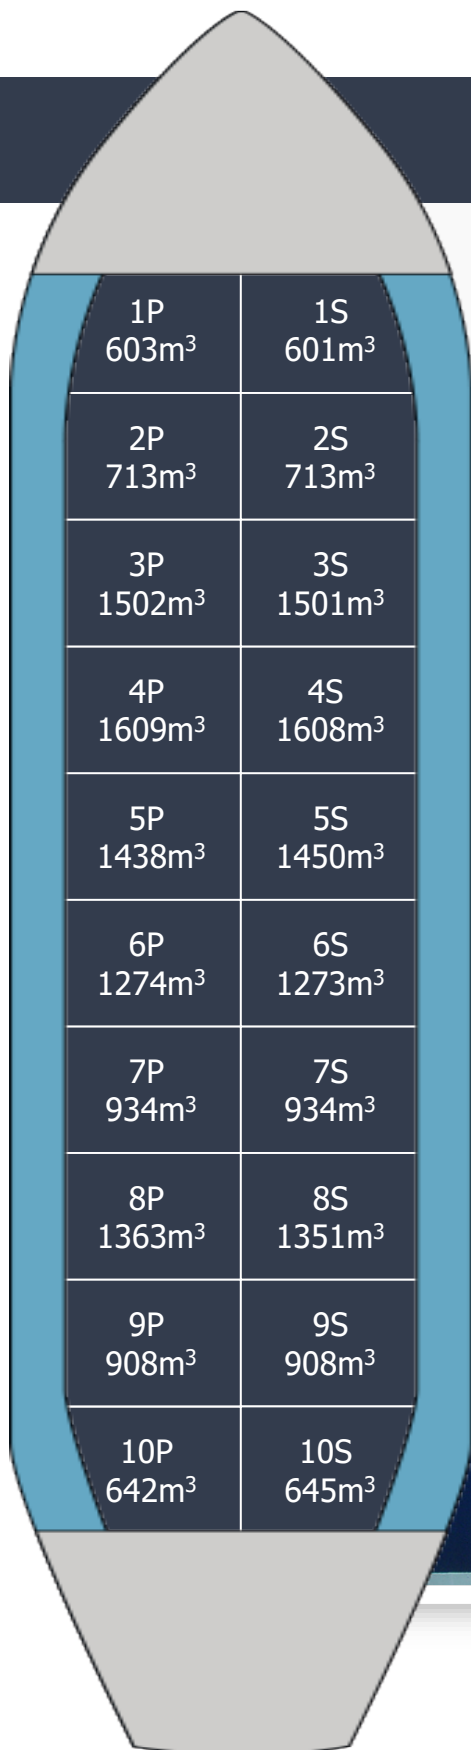 1P 1S
603m³ 601m³
2P 2S
713m³ 713m³
3P 3S
1502m³ 1501m³
4P 4S
1609m³ 1608m³
5P 5S
1438m³ 1450m³
6P 6S
1274m³ 1273m³
7P 7S
934m³ 934m³
8P 8S
1363m³ 1351m³
9P 9S
908m³ 908m³
10P 10S
642m³ 645m³